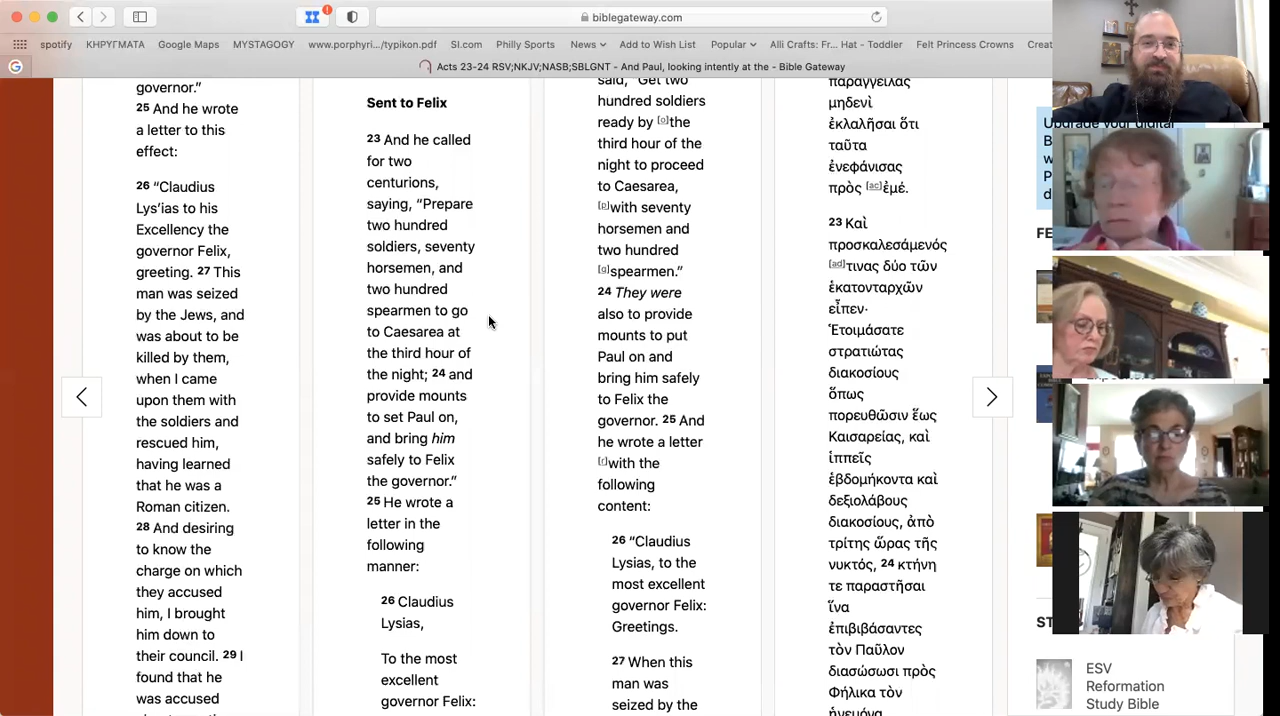 biblegateway.com
spotify
ΚΗΡΥΓΜΑΤΑ
Google Maps
MYSTAGOGY
www.porphyri.../typikon.pdf
SI.com
Philly Sports
News
Add to Wish List
Popular
Alli Crafts: Fr... Hat - Toddler
Felt Princess Crowns
Creat
Acts 23-24 RSV;NKJV;NASB;SBLGNT - And Paul, looking intently at the - Bible Gateway
governor.”
25 And he wrote
a letter to this
effect:
26 “Claudius
Lys′ias to his
Excellency the
governor Felix,
greeting. 27 This
man was seized
by the Jews, and
was about to be
killed by them,
when I came
upon them with
the soldiers and
rescued him,
having learned
that he was a
Roman citizen.
28 And desiring
to know the
charge on which
they accused
him, I brought
him down to
their council. 29 I
found that he
was accused
Sent to Felix
23 And he called
for two
centurions,
saying, “Prepare
two hundred
soldiers, seventy
horsemen, and
two hundred
spearmen to go
to Caesarea at
the third hour of
the night; 24 and
provide mounts
to set Paul on,
and bring him
safely to Felix
the governor.”
25 He wrote a
letter in the
following
manner:
26 Claudius
Lysias,
To the most
excellent
governor Felix:
said, “Get two
hundred soldiers
ready by [o]the
third hour of the
night to proceed
to Caesarea,
[p]with seventy
horsemen and
two hundred
[q]spearmen.”
24 They were
also to provide
mounts to put
Paul on and
bring him safely
to Felix the
governor. 25 And
he wrote a letter
[r]with the
following
content:
26 “Claudius
Lysias, to the
most excellent
governor Felix:
Greetings.
27 When this
man was
seized by the
παραγγείλας
μηδενὶ
ἐκλαλῆσαι ὅτι
ταῦτα
ἐνεφάνισας
πρὸς [ac]ἐμέ.
23 Καὶ
προσκαλεσάμενός
[ad]τινας δύο τῶν
ἑκατονταρχῶν
εἶπεν·
Ἑτοιμάσατε
στρατιώτας
διακοσίους
ὅπως
πορευθῶσιν ἕως
Καισαρείας, καὶ
ἱππεῖς
ἑβδομήκοντα καὶ
δεξιολάβους
διακοσίους, ἀπὸ
τρίτης ὥρας τῆς
νυκτός, 24 κτήνη
τε παραστῆσαι
ἵνα
ἐπιβιβάσαντες
τὸν Παῦλον
διασώσωσι πρὸς
Φήλικα τὸν
ἡγεμόνα
Upgrade your digital
B
w
P
d
FE
ST
ESV
Reformation
Study Bible